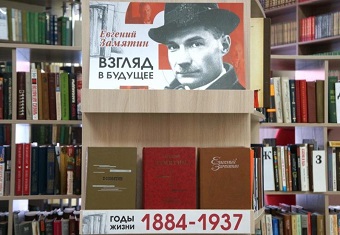 Евгений
Замятин
ВЗГЛЯД
В БУДУЩЕЕ
Евгений
Замятин
ГОДЫ
ЖИЗНИ
1884-1937
К
З